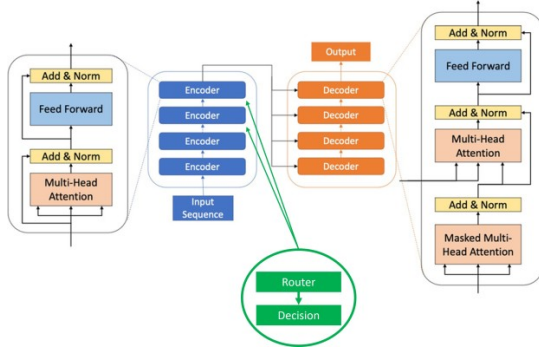 Add & Norm
Feed Forward
Add & Norm
Multi-Head
Attention
Encoder
Encoder
Encoder
Encoder
Input
Sequence
Output
Decoder
Decoder
Decoder
Decoder
Add & Norm
Feed Forward
Add & Norm
Multi-Head
Attention
Add & Norm
Masked Multi-
Head Attention
Router
Decision